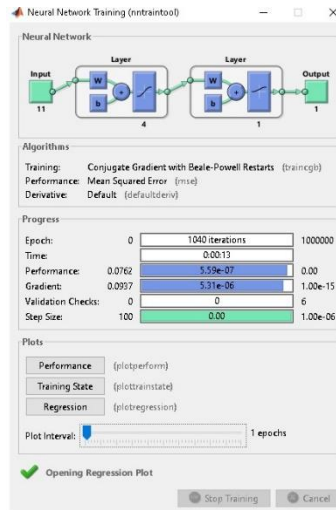 Neural Network Training (nntraintool)
Neural Network
Layer Layer
Input Output
W W
b b
+ +
11 1
4 1
Algorithms
Training: Conjugate Gradient with Beale-Powell Restarts (traincgb)
Performance: Mean Squared Error (mse)
Derivative: Default (defaultderiv)
Progress
Epoch: 0 1040 iterations 1000000
Time: 0:00:13
Performance: 0.0762 5.59e-07 0.00
Gradient: 0.0937 5.31e-06 1.00e-15
Validation Checks: 0 0 6
Step Size: 100 0.00 1.00e-06
Plots
Performance (plotperform)
Training State (plottrainstate)
Regression (plotregression)
Plot Interval: 1 epochs
Opening Regression Plot
Stop Training Cancel